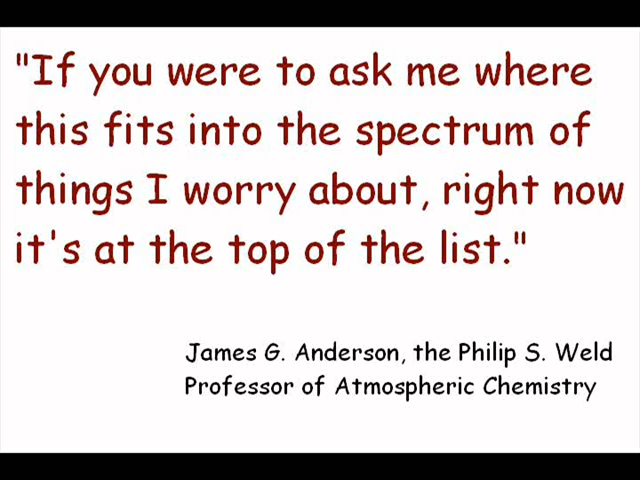 "If you were to ask me where
this fits into the spectrum of
things I worry about, right now
it's at the top of the list."
James G. Anderson, the Philip S. Weld
Professor of Atmospheric Chemistry